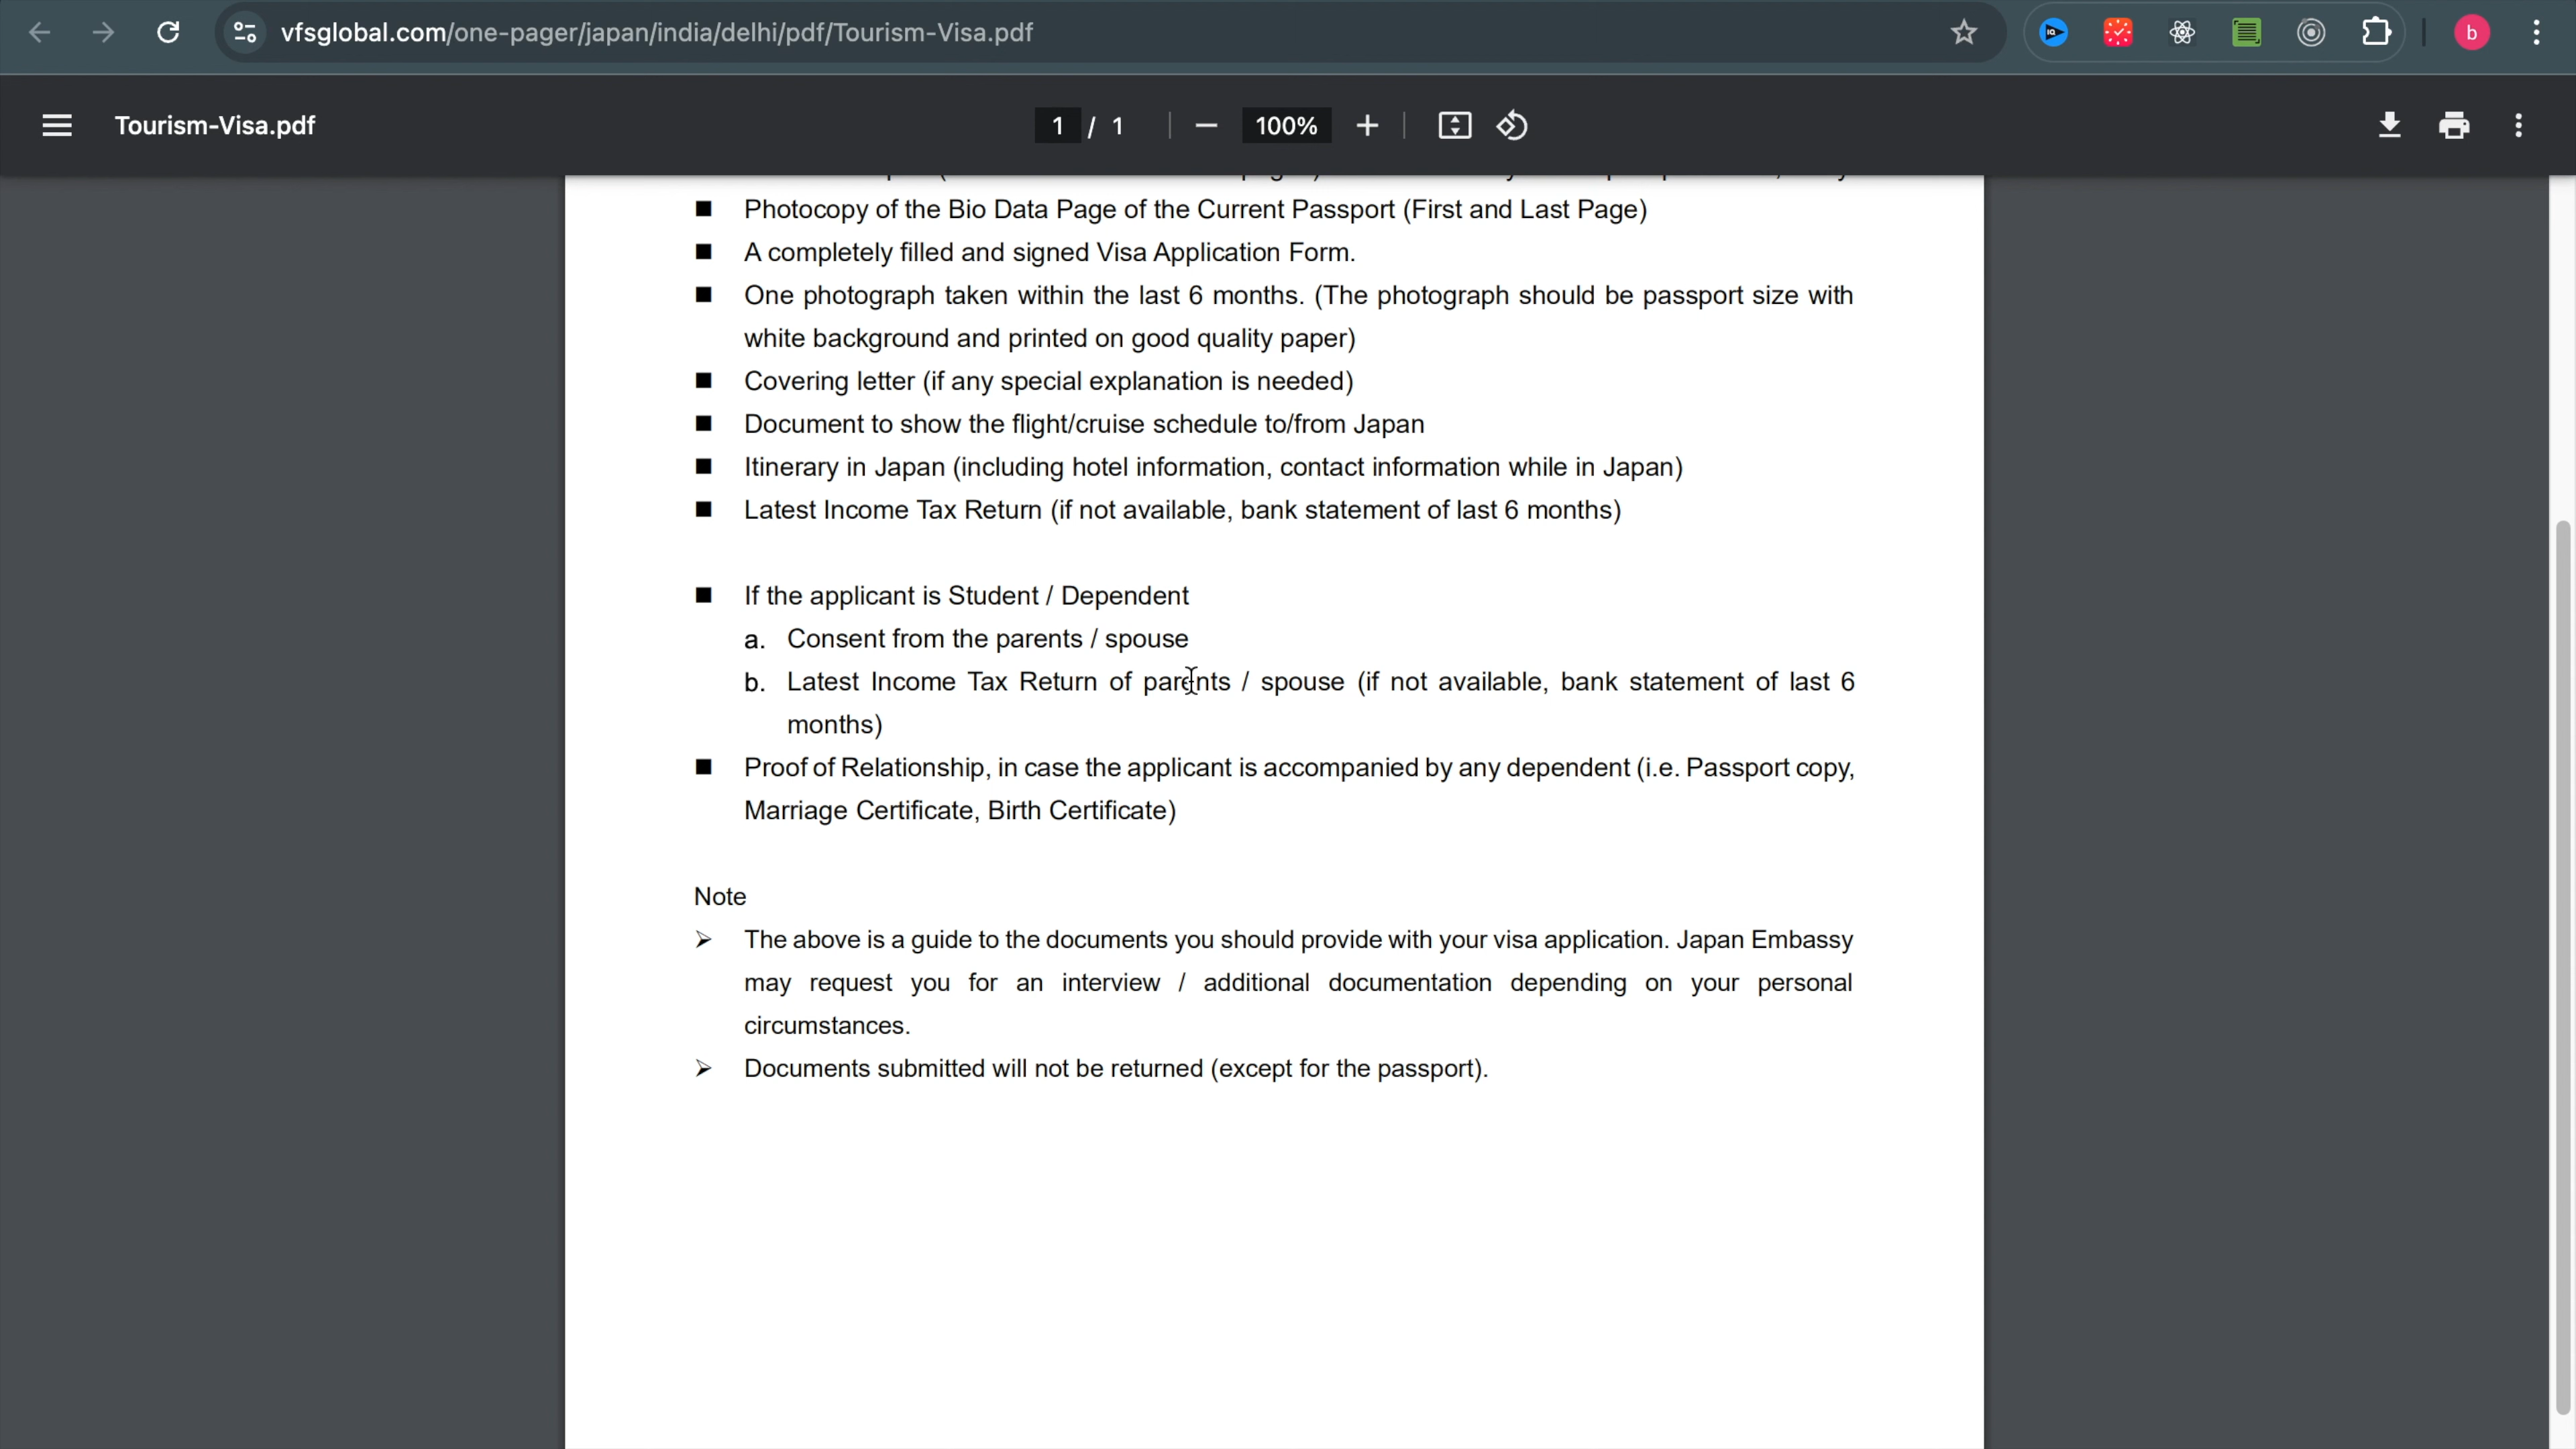 vfsglobal.com/one-pager/japan/india/delhi/pdf/Tourism-Visa.pdf
b
Tourism-Visa.pdf
1 / 1
100%
■ Photocopy of the Bio Data Page of the Current Passport (First and Last Page)
■ A completely filled and signed Visa Application Form.
■ One photograph taken within the last 6 months. (The photograph should be passport size with
white background and printed on good quality paper)
■ Covering letter (if any special explanation is needed)
■ Document to show the flight/cruise schedule to/from Japan
■ Itinerary in Japan (including hotel information, contact information while in Japan)
■ Latest Income Tax Return (if not available, bank statement of last 6 months)
■ If the applicant is Student / Dependent
a. Consent from the parents / spouse
b. Latest Income Tax Return of parents / spouse (if not available, bank statement of last 6
months)
■ Proof of Relationship, in case the applicant is accompanied by any dependent (i.e. Passport copy,
Marriage Certificate, Birth Certificate)
Note
➢ The above is a guide to the documents you should provide with your visa application. Japan Embassy
may request you for an interview / additional documentation depending on your personal
circumstances.
➢ Documents submitted will not be returned (except for the passport).